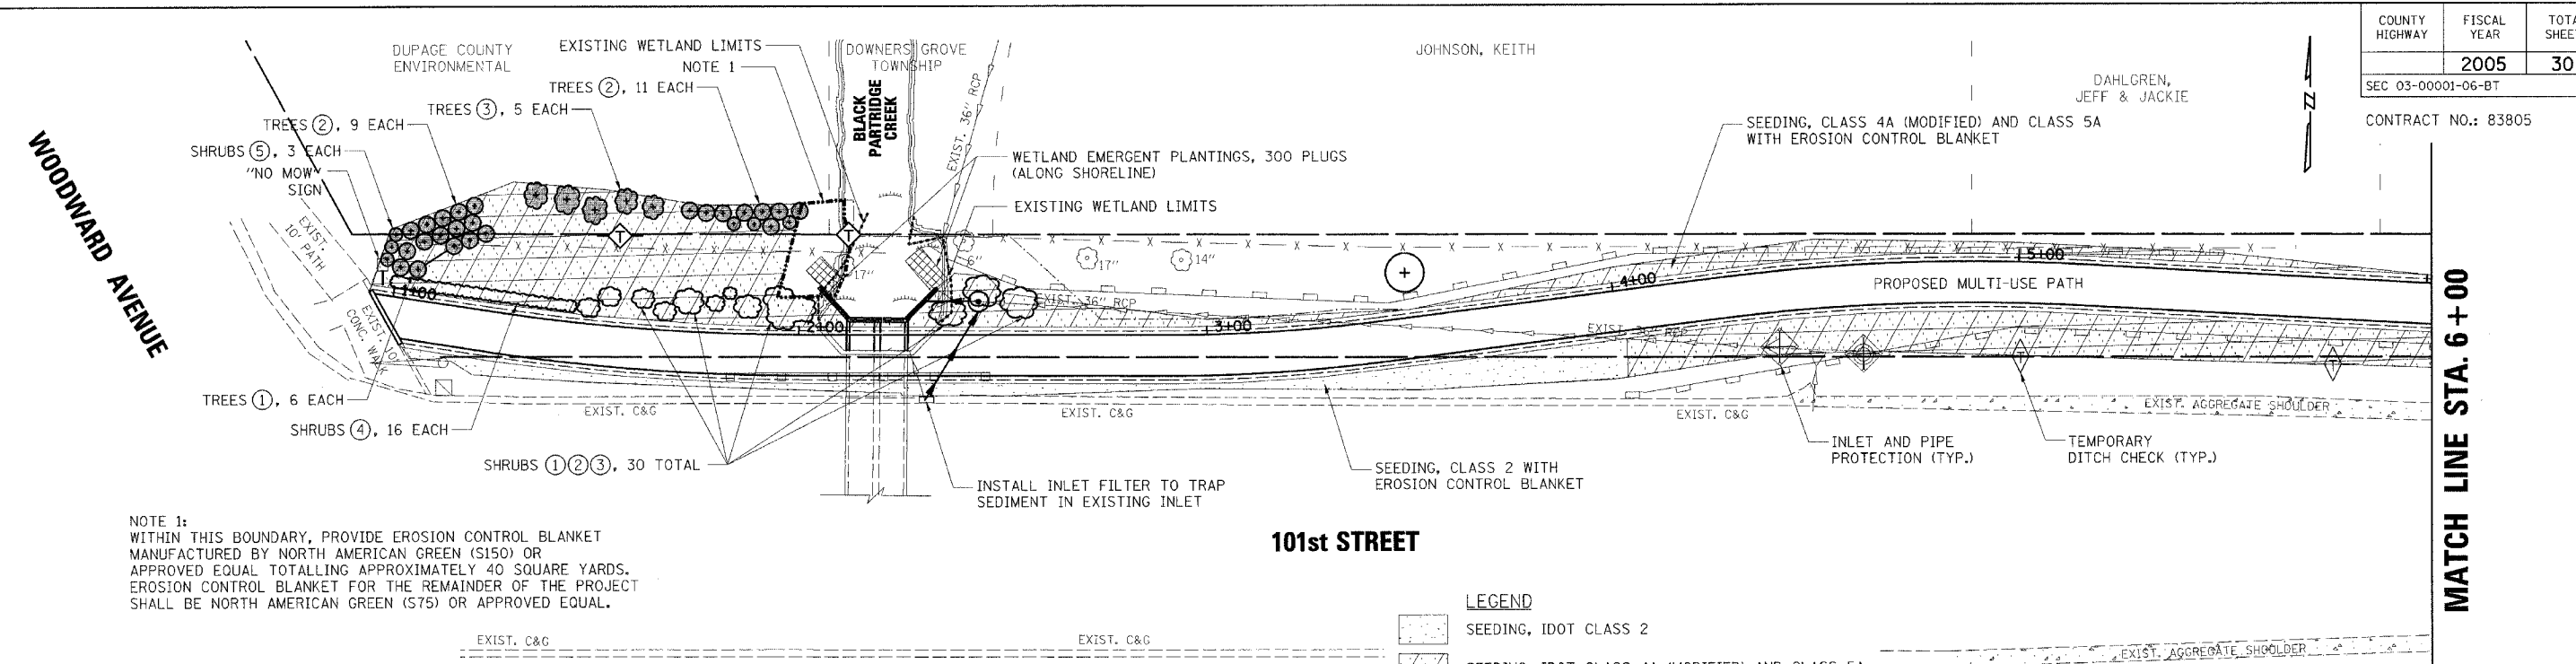 COUNTY HIGHWAY
FISCAL YEAR
2005
30
SEC 03-00001-06-BT
CONTRACT NO.: 83805
DUPAGE COUNTY
ENVIRONMENTAL
EXISTING WETLAND LIMITS
NOTE 1
TREES ②, 11 EACH
TREES ③, 5 EACH
TREES ②, 9 EACH
SHRUBS ⑤, 3 EACH
"NO MOW"
SIGN
DOWNERS GROVE
TOWNSHIP
BLACK
PARTRIDGE
CREEK
EXIST. 36" RCP
JOHNSON, KEITH
DAHLGREN,
JEFF & JACKIE
N
SEEDING, CLASS 4A (MODIFIED) AND CLASS 5A
WITH EROSION CONTROL BLANKET
WETLAND EMERGENT PLANTINGS, 300 PLUGS
(ALONG SHORELINE)
EXISTING WETLAND LIMITS
WOODWARD AVENUE
EXIST.
10' PATH
T
T
T
17"
6"
17"
14"
+
1+00
2+00
3+00
4+00
5+00
EXIST. 36" RCP
PROPOSED MULTI-USE PATH
EXIST. 10'
CONC. WALK
T
T
TREES ①, 6 EACH
SHRUBS ④, 16 EACH
SHRUBS ①②③, 30 TOTAL
EXIST. C&G
EXIST. C&G
EXIST. C&G
EXIST. AGGREGATE SHOULDER
INLET AND PIPE
PROTECTION (TYP.)
TEMPORARY
DITCH CHECK (TYP.)
SEEDING, CLASS 2 WITH
EROSION CONTROL BLANKET
INSTALL INLET FILTER TO TRAP
SEDIMENT IN EXISTING INLET
MATCH LINE STA. 6+00
NOTE 1:
WITHIN THIS BOUNDARY, PROVIDE EROSION CONTROL BLANKET
MANUFACTURED BY NORTH AMERICAN GREEN (S150) OR
APPROVED EQUAL TOTALLING APPROXIMATELY 40 SQUARE YARDS.
EROSION CONTROL BLANKET FOR THE REMAINDER OF THE PROJECT
SHALL BE NORTH AMERICAN GREEN (S75) OR APPROVED EQUAL.
101st STREET
LEGEND
SEEDING, IDOT CLASS 2
SEEDING, IDOT CLASS 4A (MODIFIED) AND CLASS 5A
EXIST. C&G
EXIST. C&G
EXIST. AGGREGATE SHOULDER